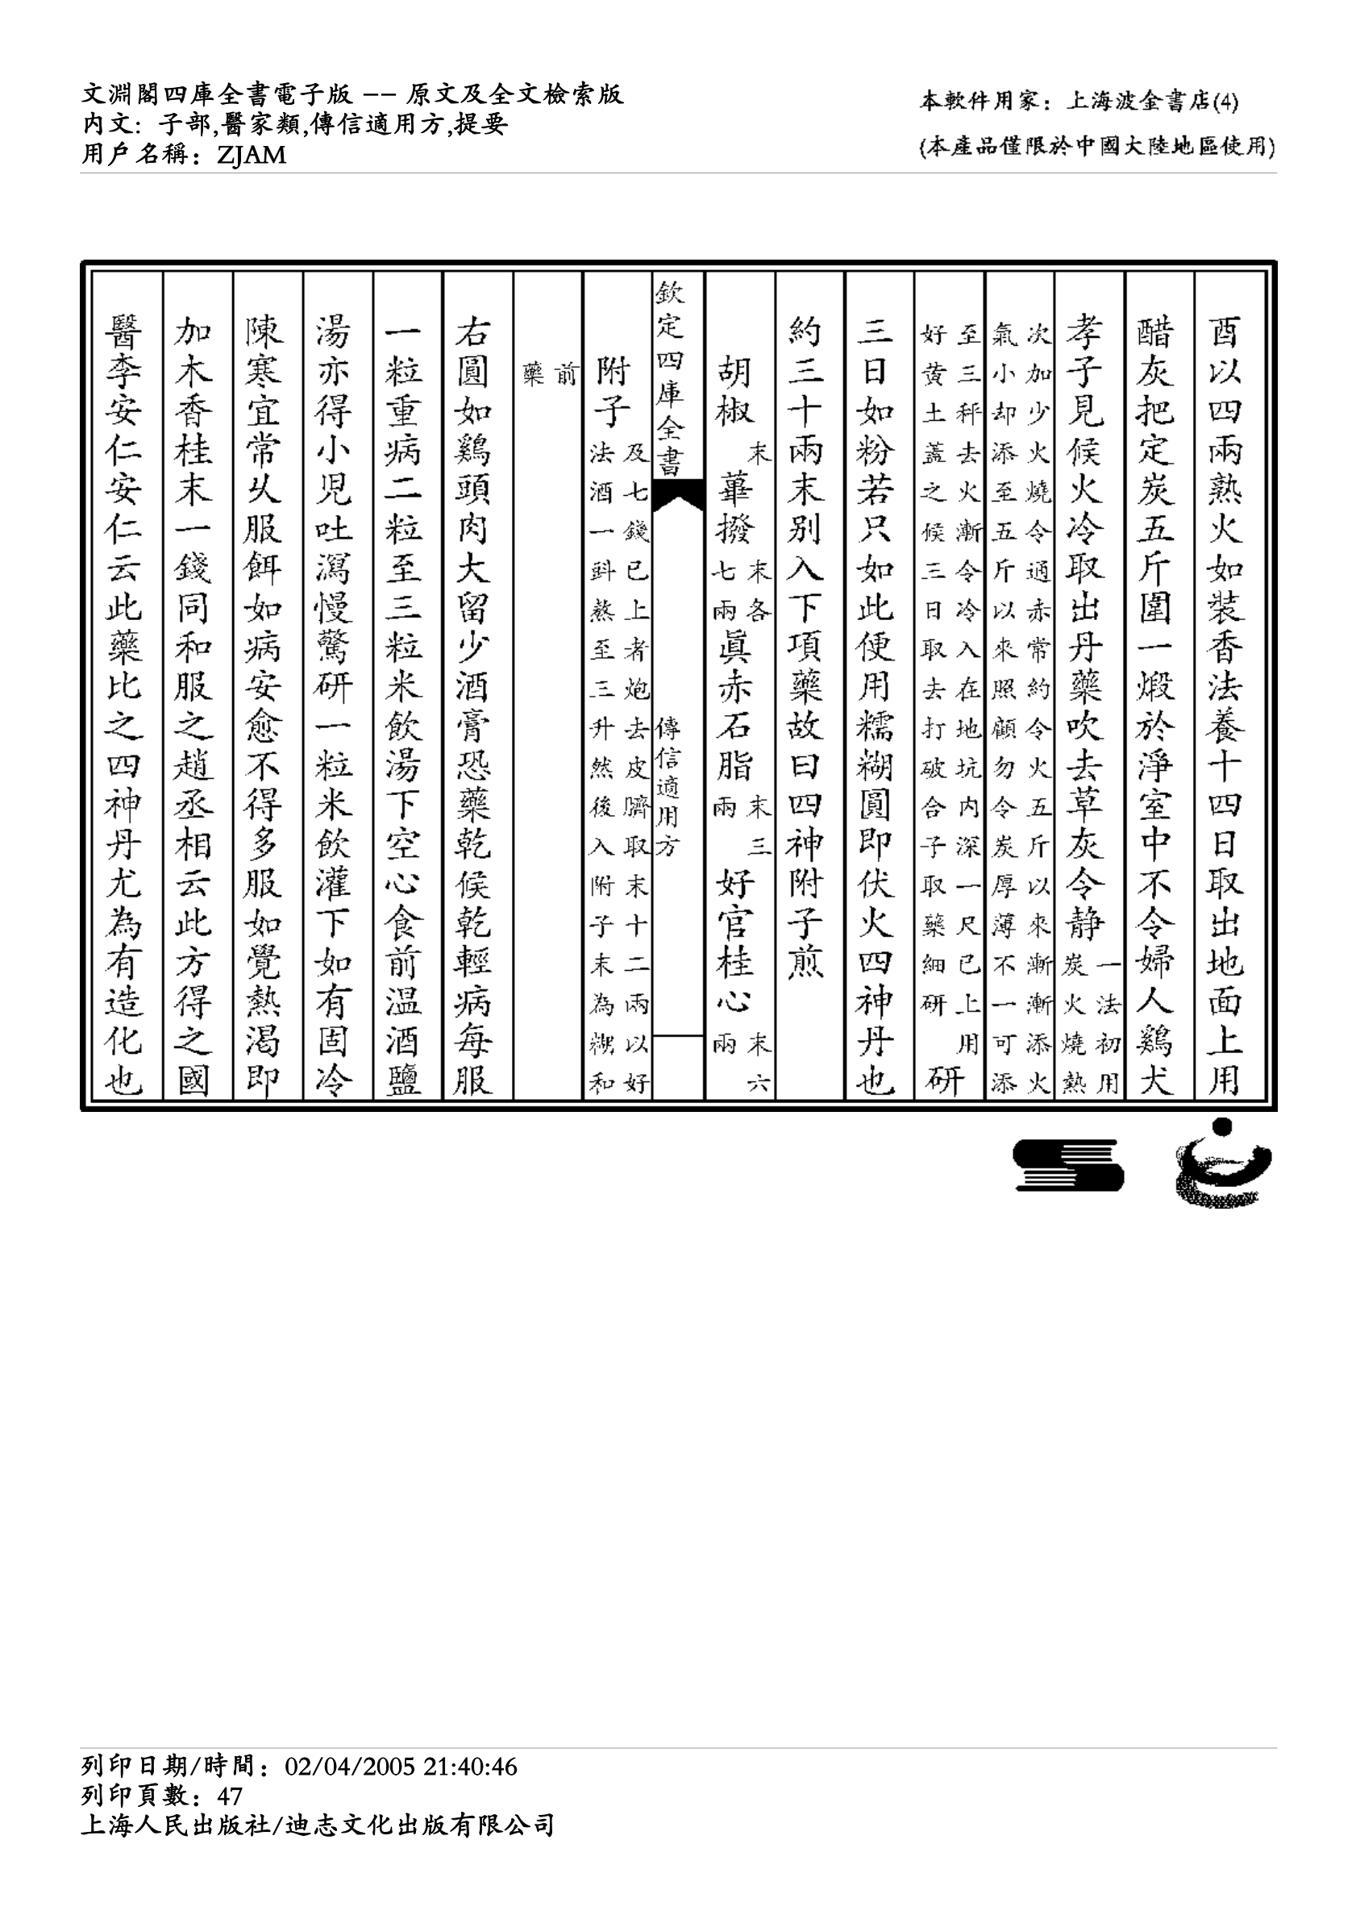 文淵閣四庫全書電子版 -- 原文及全文檢索版
內文: 子部,醫家類,傳信適用方,提要
用戶名稱: ZJAM
本軟件用家: 上海波金書店(4)
(本產品僅限於中國大陸地區使用)
酉以四兩熟火如裝香法養十四日取出地面上用
醋灰把定炭五斤圍一煅於淨室中不令婦人鷄犬
孝子見候火冷取出丹藥吹去草灰令静一法初用炭火燒熱
次加少火燒令通赤常約令火五斤以來漸漸添火氣小却添至五斤以來照顧勿令炭厚薄不一可添
至三秤去火漸令冷入在地坑内深一尺已上用好黄土蓋之候三日取去打破合子取藥細研研
三日如粉若只如此便用糯糊圓即伏火四神丹也
約三十兩末别入下項藥故曰四神附子煎
胡椒末蓽撥末各七兩眞赤石脂末三兩好官桂心末六兩
欽定四庫全書
傳信適用方
附子及七錢已上者炮去皮臍取末十二兩以好法酒一㪷熬至三升然後入附子末為糊和
前藥
右圓如鷄頭肉大留少酒膏恐藥乾候乾輕病每服
一粒重病二粒至三粒米飲湯下空心食前温酒鹽
湯亦得小児吐瀉慢驚研一粒米飲灌下如有固冷
陳寒宜常乆服餌如病安愈不得多服如覺熱渴即
加木香桂末一錢同和服之趙丞相云此方得之國
醫李安仁安仁云此藥比之四神丹尤為有造化也
列印日期/時間: 02/04/2005 21:40:46
列印頁數: 47
上海人民出版社/迪志文化出版有限公司